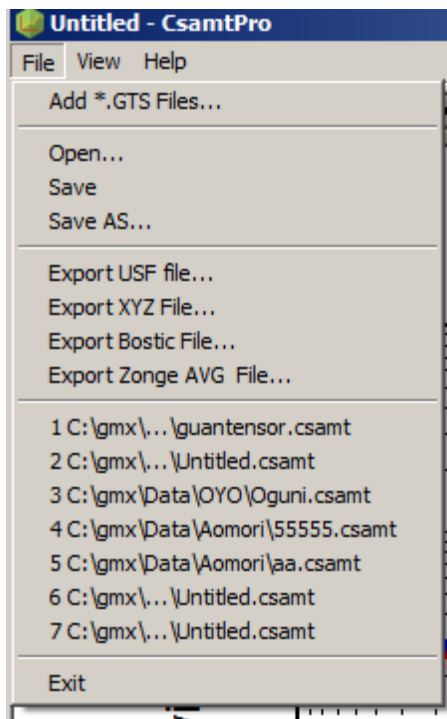 Untitled - CsamtPro
File View Help
Add *.GTS Files...
Open...
Save
Save AS...
Export USF file...
Export XYZ File...
Export Bostic File...
Export Zonge AVG  File...
1 C:\gmx\...\guantensor.csamt
2 C:\gmx\...\Untitled.csamt
3 C:\gmx\Data\OYO\Oguni.csamt
4 C:\gmx\Data\Aomori\55555.csamt
5 C:\gmx\Data\Aomori\aa.csamt
6 C:\gmx\...\Untitled.csamt
7 C:\gmx\...\Untitled.csamt
Exit